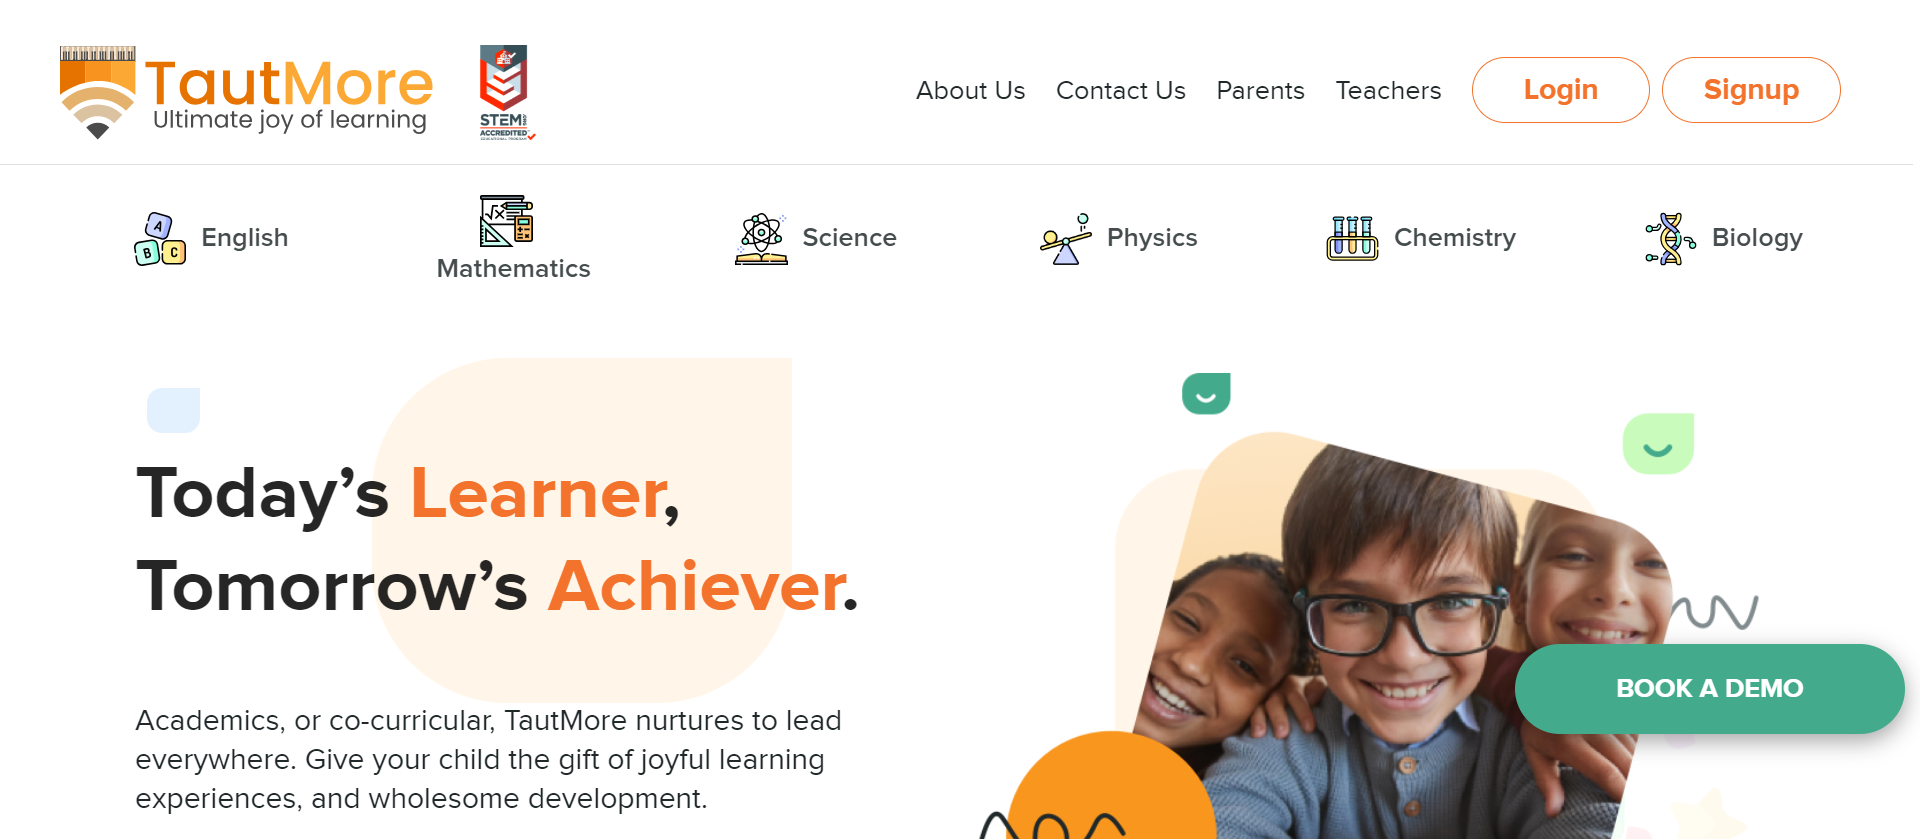 TautMore
Ultimate joy of learning
STEM
ACCREDITED
EDUCATIONAL PROGRAM
About Us
Contact Us
Parents
Teachers
Login
Signup
A
B
C
English
√x
Mathematics
Science
Physics
Chemistry
Biology
Today’s Learner,
Tomorrow’s Achiever.
Academics, or co-curricular, TautMore nurtures to lead
everywhere. Give your child the gift of joyful learning
experiences, and wholesome development.
BOOK A DEMO